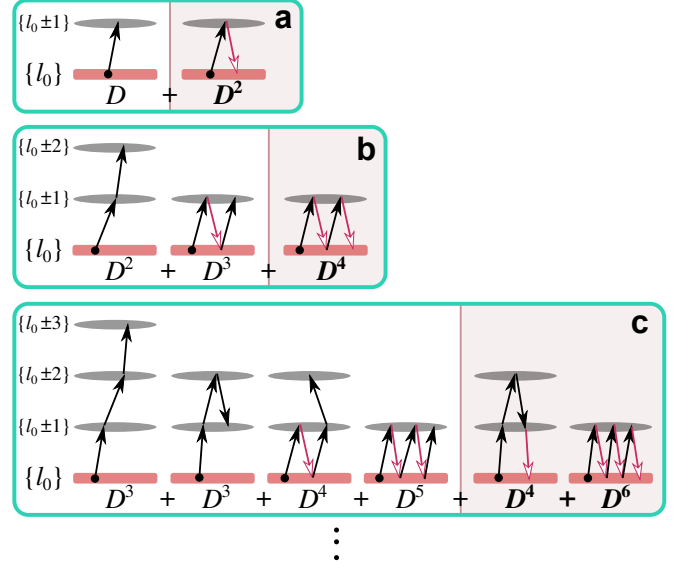 {l₀ ±1} a
{l₀}
D + D²
{l₀ ±2} b
{l₀ ±1}
{l₀}
D² + D³ + D⁴
{l₀ ±3} c
{l₀ ±2}
{l₀ ±1}
{l₀}
D³ + D³ + D⁴ + D⁵ + D⁴ + D⁶
⋮